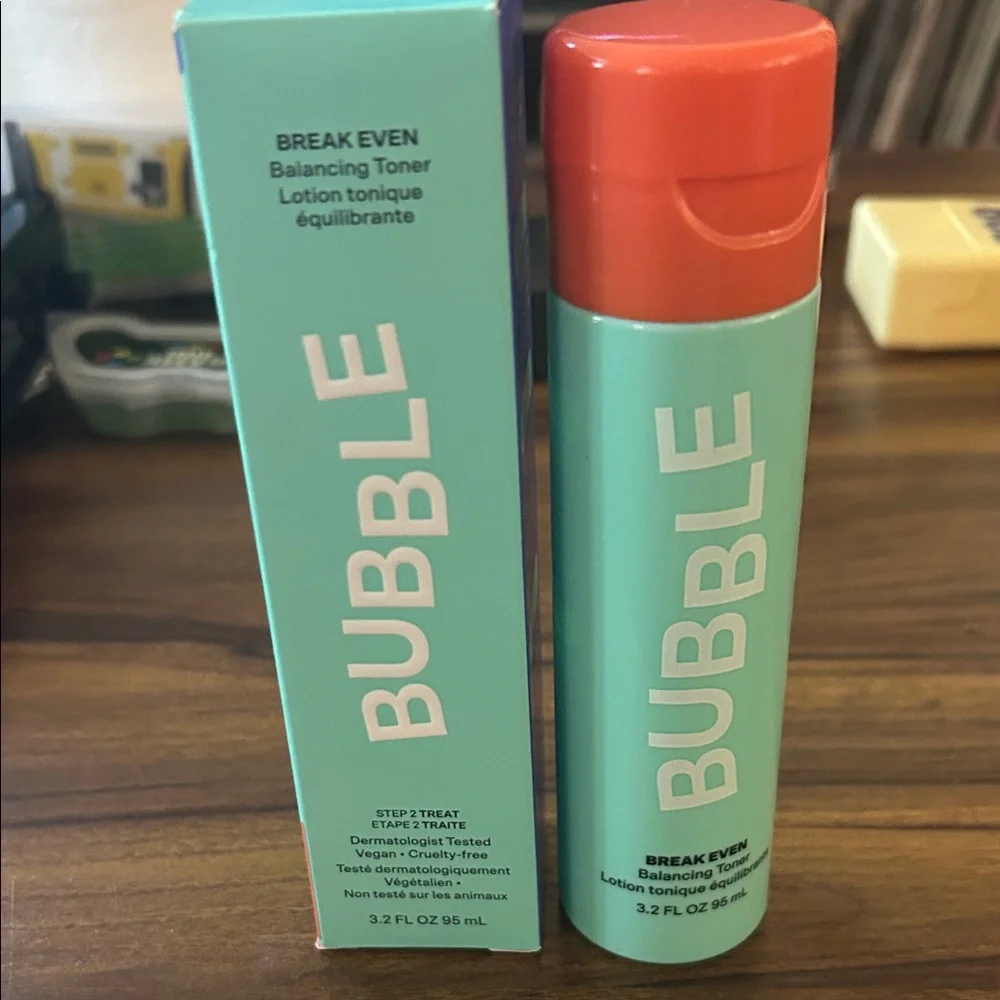 BREAK EVEN
Balancing Toner
Lotion tonique
équilibrante
BUBBLE
STEP 2 TREAT
ETAPE 2 TRAITE
Dermatologist Tested
Vegan • Cruelty-free
Testé dermatologiquement
Végétalien •
Non testé sur les animaux
3.2 FL OZ 95 mL
BUBBLE
BREAK EVEN
Balancing Toner
Lotion tonique équilibrante
3.2 FL OZ 95 mL